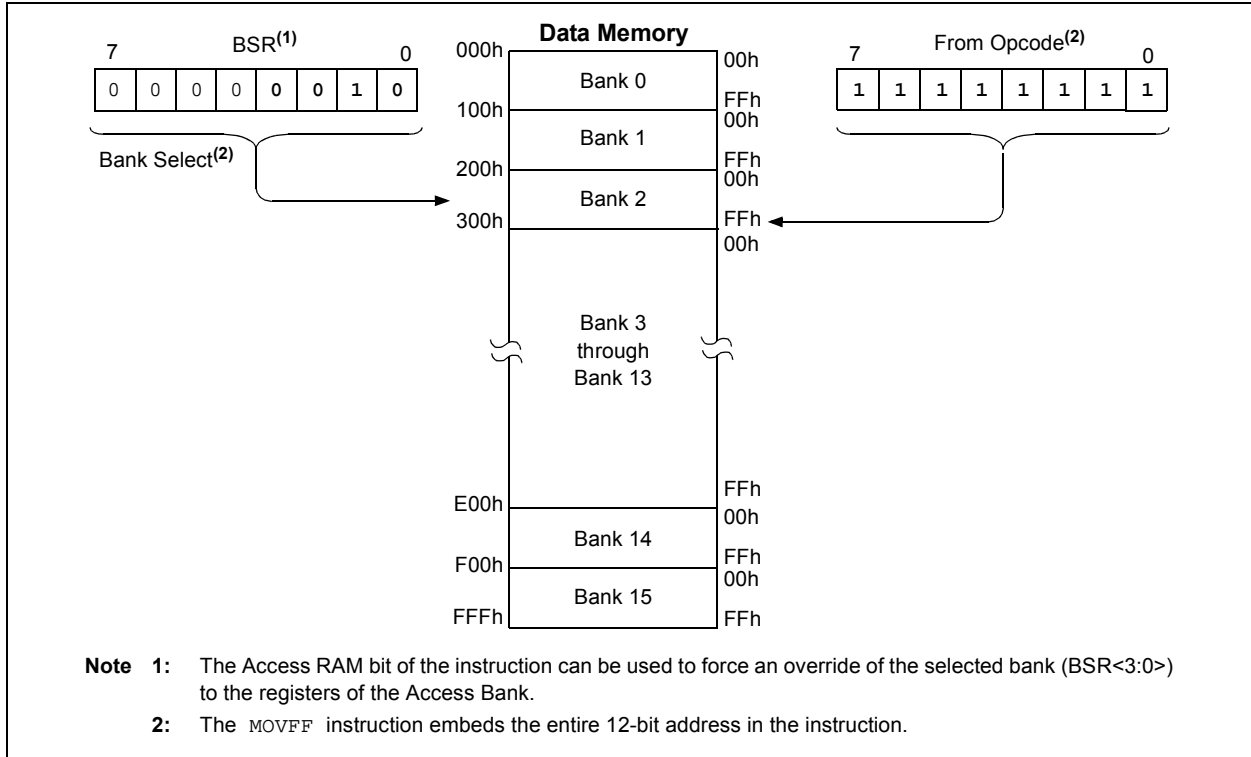 Data Memory
7 BSR(1) 0
0 0 0 0 0 0 1 0
Bank Select(2)
000h
100h
200h
300h
E00h
F00h
FFFh
Bank 0
Bank 1
Bank 2
Bank 3
through
Bank 13
Bank 14
Bank 15
00h
FFh
00h
FFh
00h
FFh
00h
FFh
00h
FFh
00h
FFh
7 From Opcode(2) 0
1 1 1 1 1 1 1 1
Note 1: The Access RAM bit of the instruction can be used to force an override of the selected bank (BSR<3:0>)
to the registers of the Access Bank.
2: The MOVFF instruction embeds the entire 12-bit address in the instruction.